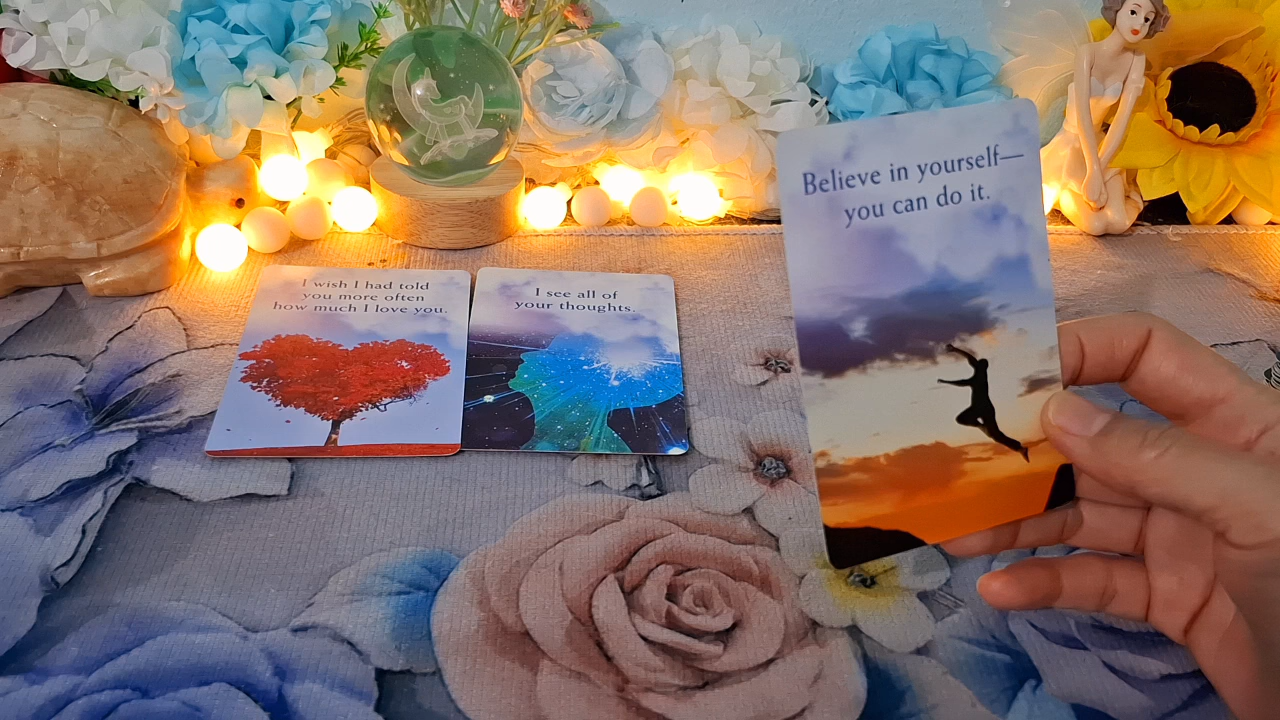 I wish I had told
you more often
how much I love you.
I see all of
your thoughts.
Believe in yourself—
you can do it.